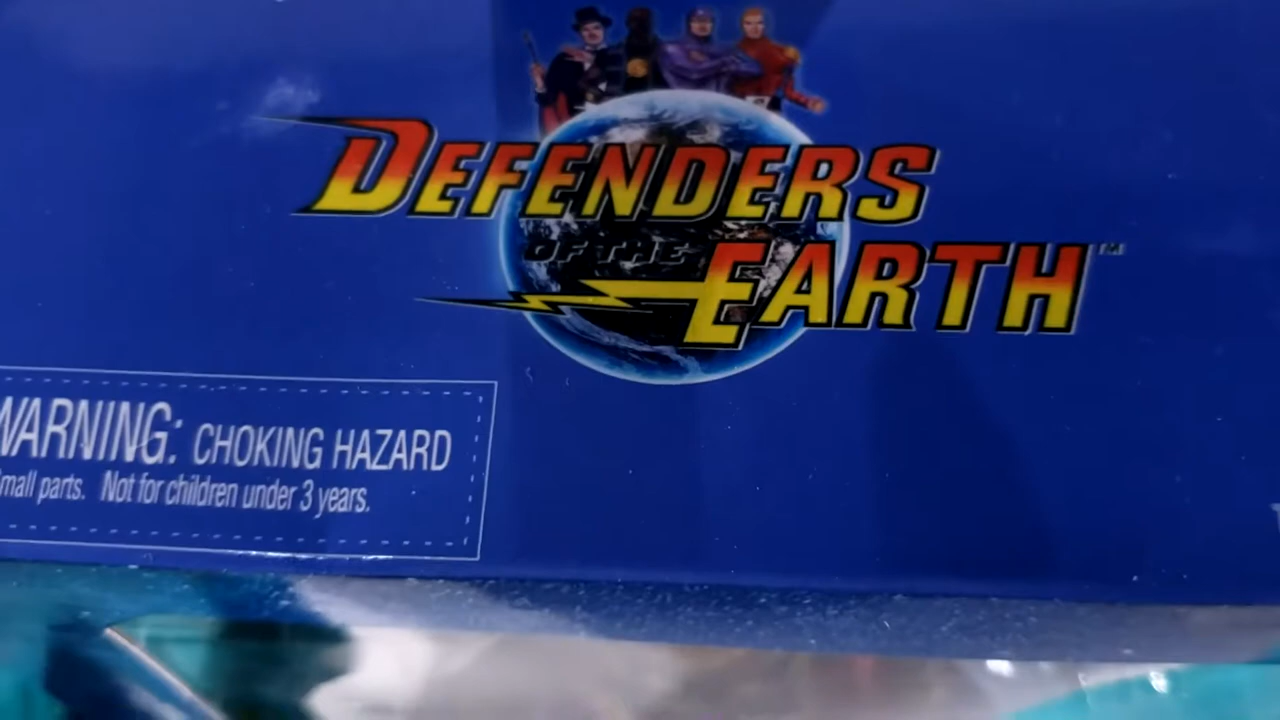 DEFENDERS
OF THE
EARTH™
WARNING: CHOKING HAZARD
mall parts. Not for children under 3 years.